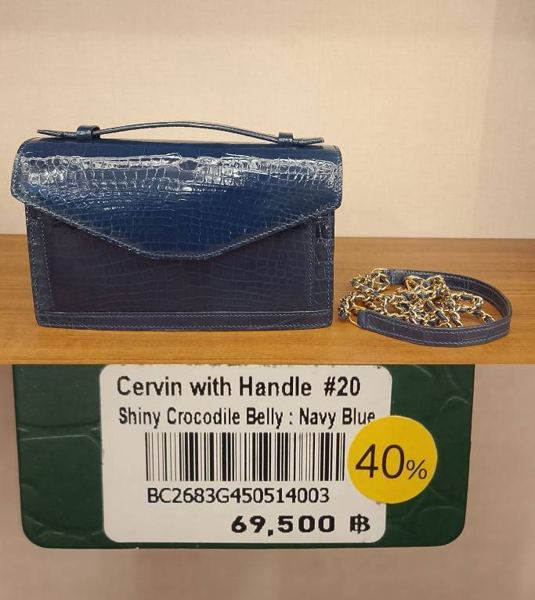 Cervin with Handle #20
Shiny Crocodile Belly : Navy Blue
40%
BC2683G450514003
69,500 ฿